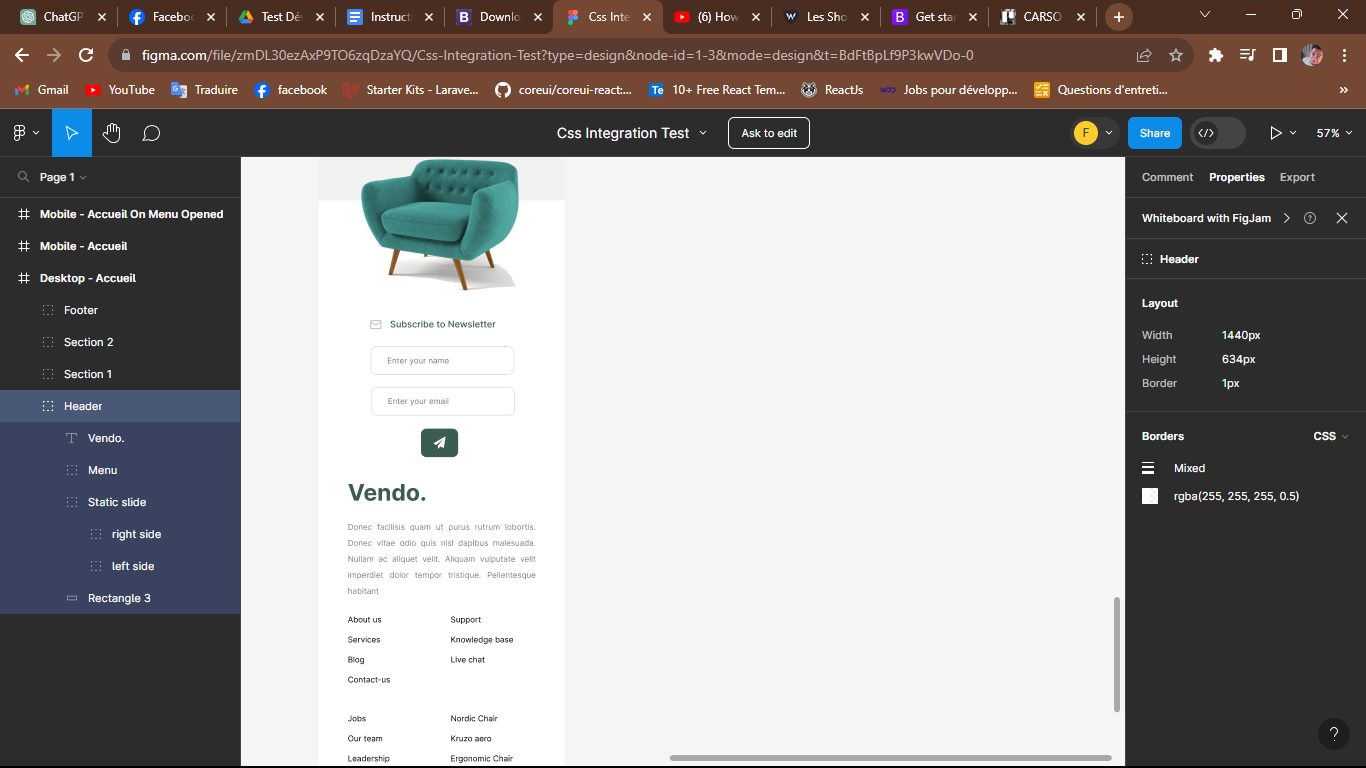 ChatGP
Facebo
Test Dé
Instruct
Downlo
Css Inte
(6) How
Les Sho
Get sta
CARSO
figma.com/file/zmDL30ezAxP9TO6zqDzaYQ/Css-Integration-Test?type=design&node-id=1-3&mode=design&t=BdFtBpLf9P3kwVDo-0
Gmail
YouTube
Traduire
facebook
Starter Kits - Larave...
coreui/coreui-react:...
Te
10+ Free React Tem...
ReactJs
Jobs pour développ...
Questions d'entreti...
»
Css Integration Test
Ask to edit
F
Share
57%
Page 1
Mobile - Accueil On Menu Opened
Mobile - Accueil
Desktop - Accueil
Footer
Section 2
Section 1
Header
Vendo.
Menu
Static slide
right side
left side
Rectangle 3
Subscribe to Newsletter
Enter your name
Enter your email
Vendo.
Donec facilisis quam ut purus rutrum lobortis.
Donec vitae odio quis nisl dapibus malesuada.
Nullam ac aliquet velit. Aliquam vulputate velit
imperdiet dolor tempor tristique. Pellentesque
habitant
About us
Support
Services
Knowledge base
Blog
Live chat
Contact-us
Jobs
Nordic Chair
Our team
Kruzo aero
Leadership
Ergonomic Chair
Comment
Properties
Export
Whiteboard with FigJam
?
Header
Layout
Width
1440px
Height
634px
Border
1px
Borders
CSS
Mixed
rgba(255, 255, 255, 0.5)
?